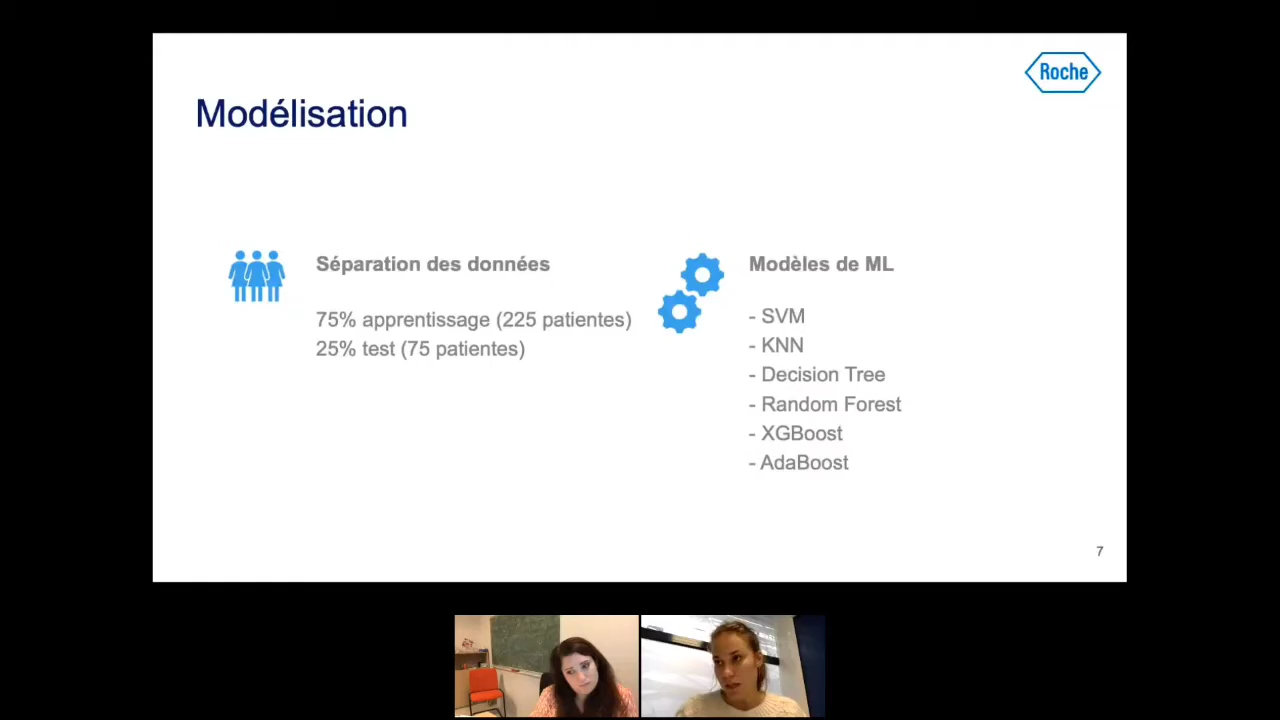 Roche
Modélisation
Séparation des données
75% apprentissage (225 patientes)
25% test (75 patientes)
Modèles de ML
- SVM
- KNN
- Decision Tree
- Random Forest
- XGBoost
- AdaBoost
7